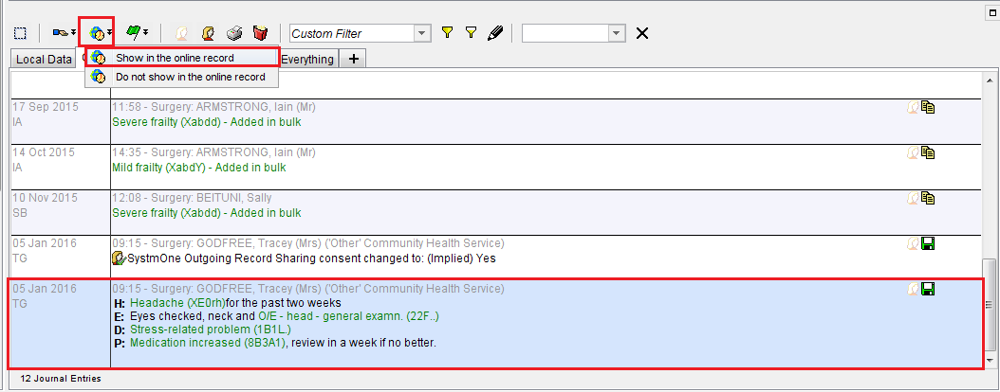 Custom Filter
Local Data
Everything
+
Show in the online record
Do not show in the online record
17 Sep 2015 11:58 - Surgery: ARMSTRONG, Iain (Mr)
IA Severe frailty (Xabdd) - Added in bulk
14 Oct 2015 14:35 - Surgery: ARMSTRONG, Iain (Mr)
IA Mild frailty (XabdY) - Added in bulk
10 Nov 2015 12:08 - Surgery: BEITUNI, Sally
SB Severe frailty (Xabdd) - Added in bulk
05 Jan 2016 09:15 - Surgery: GODFREE, Tracey (Mrs) ('Other' Community Health Service)
TG SystmOne Outgoing Record Sharing consent changed to: (Implied) Yes
05 Jan 2016 09:15 - Surgery: GODFREE, Tracey (Mrs) ('Other' Community Health Service)
TG H: Headache (XE0rh)for the past two weeks
E: Eyes checked, neck and O/E - head - general examn. (22F..)
D: Stress-related problem (1B1L.)
P: Medication increased (8B3A1), review in a week if no better.
12 Journal Entries